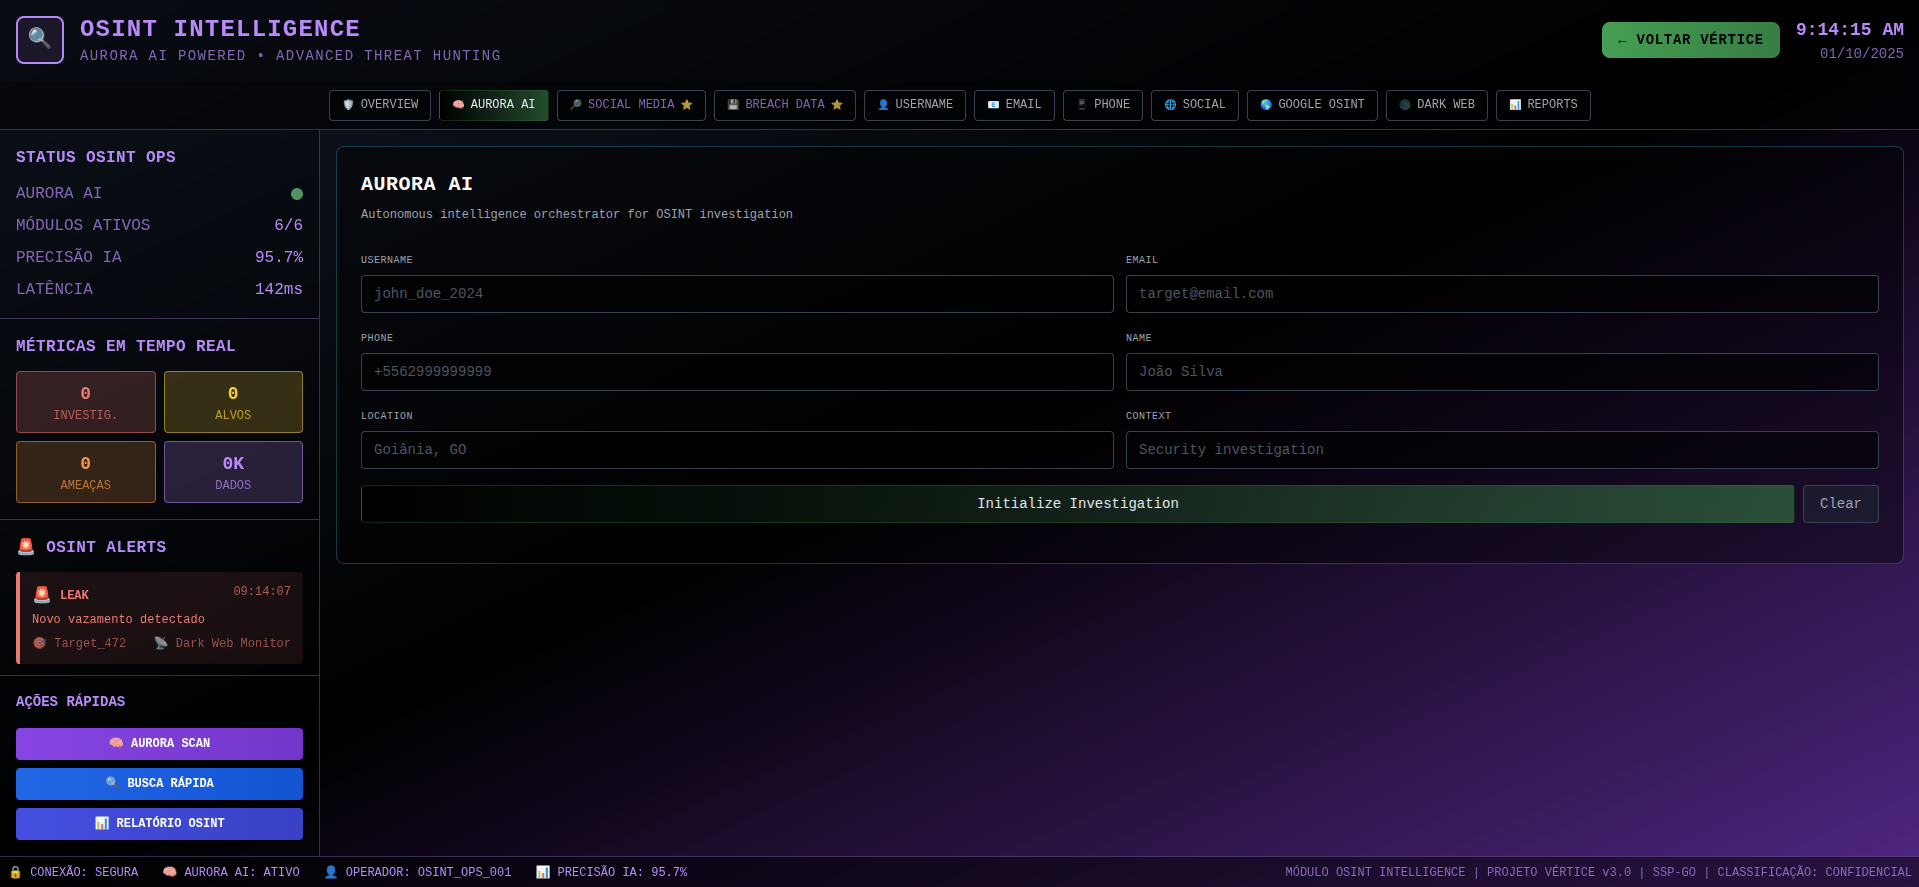 OSINT INTELLIGENCE
AURORA AI POWERED • ADVANCED THREAT HUNTING
← VOLTAR VÉRTICE
9:14:15 AM
01/10/2025
OVERVIEW
AURORA AI
SOCIAL MEDIA
BREACH DATA
USERNAME
EMAIL
PHONE
SOCIAL
GOOGLE OSINT
DARK WEB
REPORTS
STATUS OSINT OPS
AURORA AI
MÓDULOS ATIVOS 6/6
PRECISÃO IA 95.7%
LATÊNCIA 142ms
MÉTRICAS EM TEMPO REAL
0
INVESTIG.
0
ALVOS
0
AMEAÇAS
0K
DADOS
OSINT ALERTS
LEAK 09:14:07
Novo vazamento detectado
Target_472 Dark Web Monitor
AÇÕES RÁPIDAS
AURORA SCAN
BUSCA RÁPIDA
RELATÓRIO OSINT
AURORA AI
Autonomous intelligence orchestrator for OSINT investigation
USERNAME
john_doe_2024
EMAIL
target@email.com
PHONE
+5562999999999
NAME
João Silva
LOCATION
Goiânia, GO
CONTEXT
Security investigation
Initialize Investigation
Clear
CONEXÃO: SEGURA
AURORA AI: ATIVO
OPERADOR: OSINT_OPS_001
PRECISÃO IA: 95.7%
MÓDULO OSINT INTELLIGENCE | PROJETO VÉRTICE v3.0 | SSP-GO | CLASSIFICAÇÃO: CONFIDENCIAL